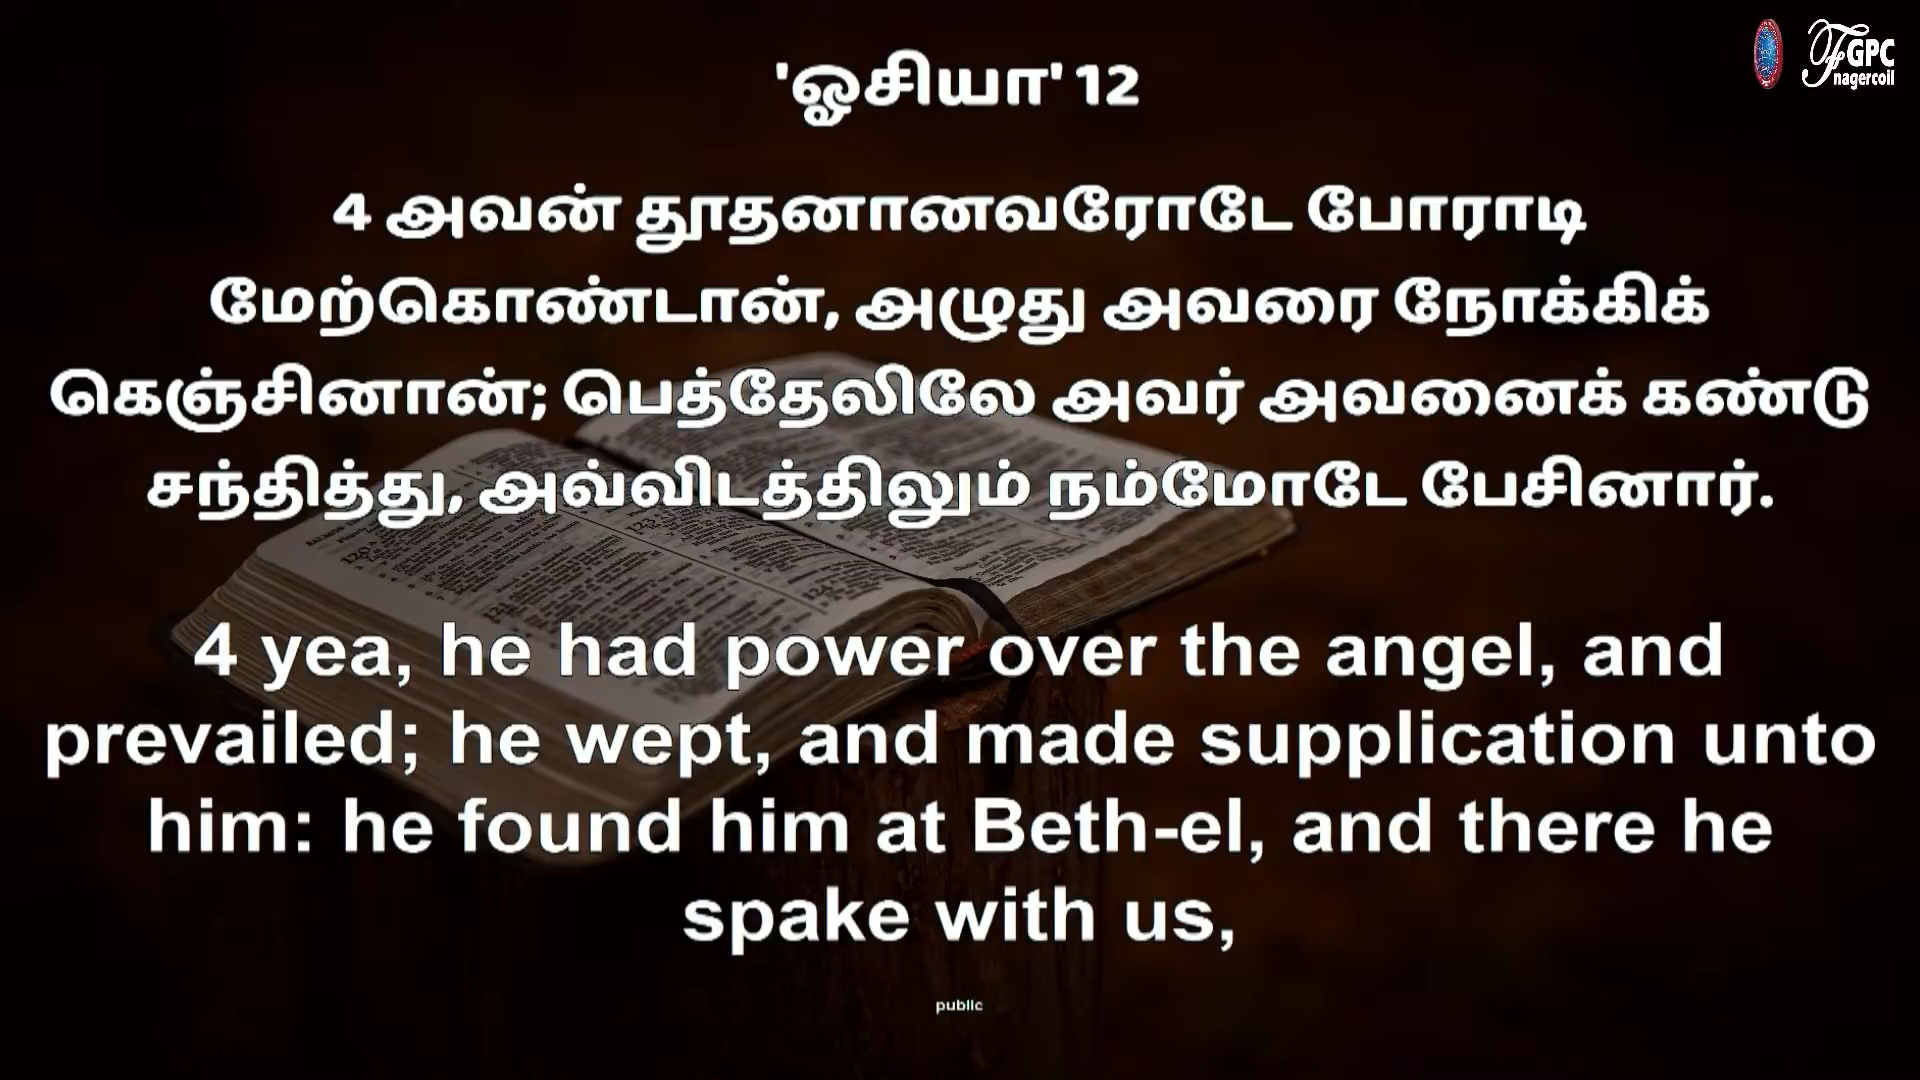 FGPC
nagercoil
'ஓசியா' 12
4 அவன் தூதனானவரோடே போராடி
மேற்கொண்டான், அழுது அவரை நோக்கிக்
கெஞ்சினான்; பெத்தேலிலே அவர் அவனைக் கண்டு
சந்தித்து, அவ்விடத்திலும் நம்மோடே பேசினார்.
4 yea, he had power over the angel, and
prevailed; he wept, and made supplication unto
him: he found him at Beth-el, and there he
spake with us,
public